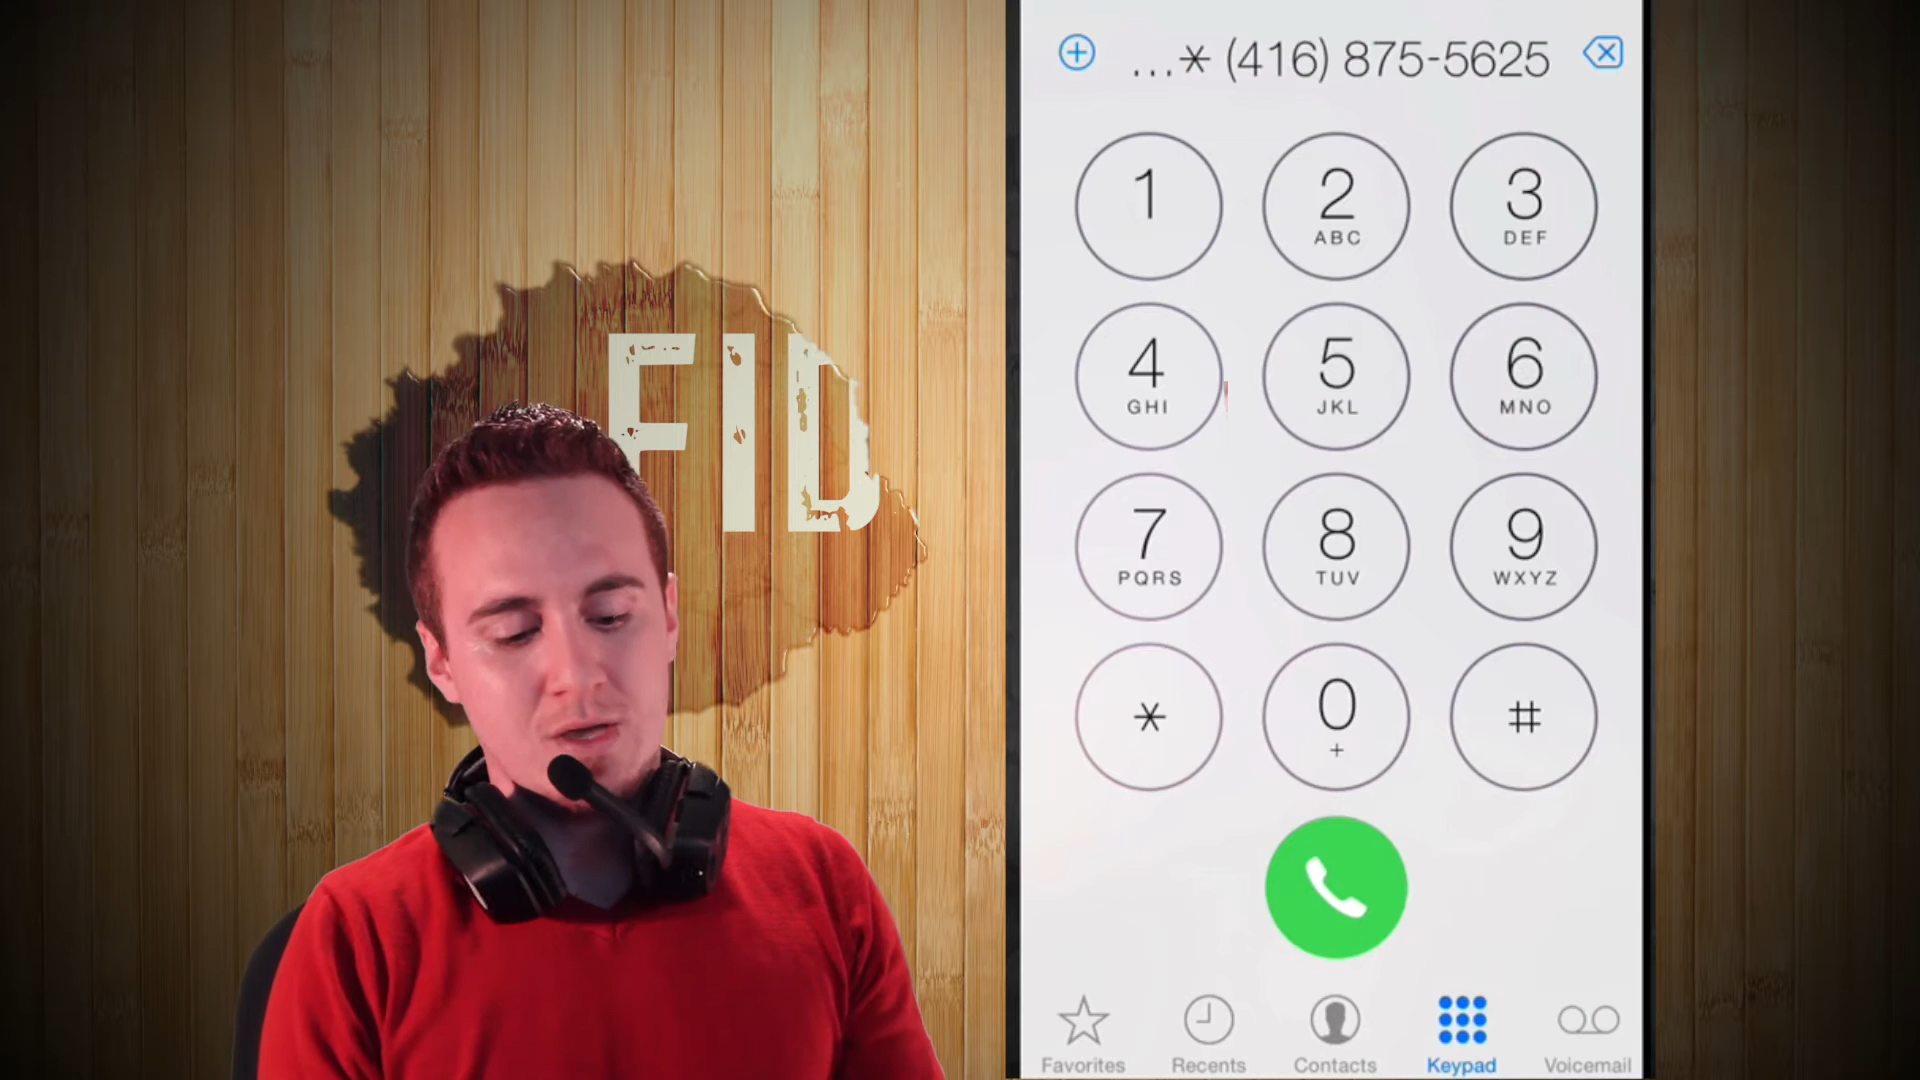 FID
...* (416) 875-5625
1
2
ABC
3
DEF
4
GHI
5
JKL
6
MNO
7
PQRS
8
TUV
9
WXYZ
*
0
+
#
Favorites
Recents
Contacts
Keypad
Voicemail